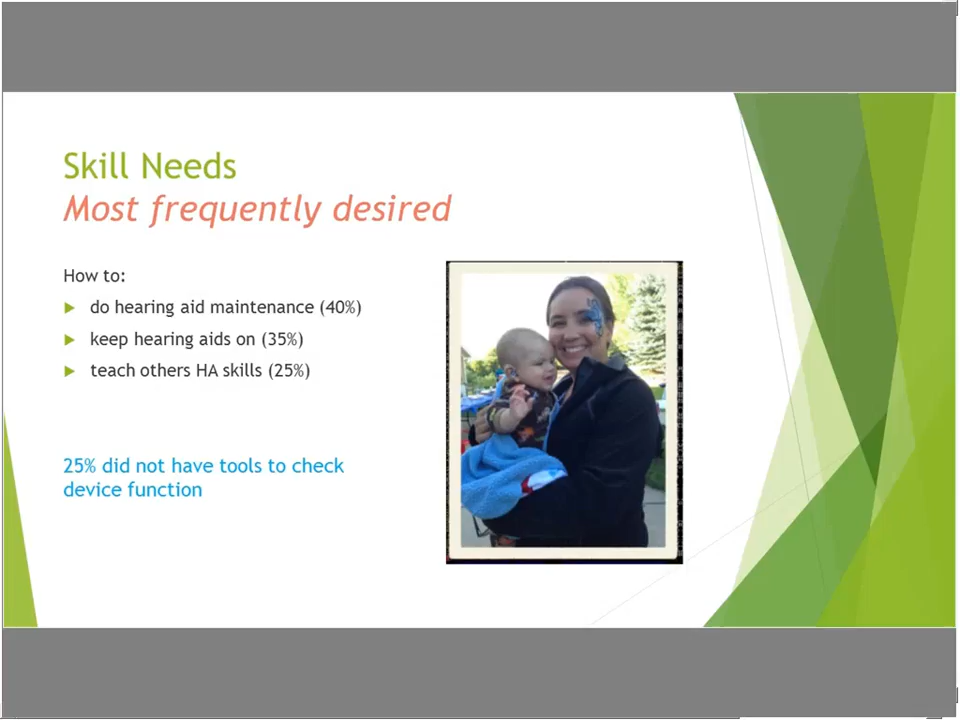 Skill Needs
Most frequently desired
How to:
do hearing aid maintenance (40%)
keep hearing aids on (35%)
teach others HA skills (25%)
25% did not have tools to check
device function